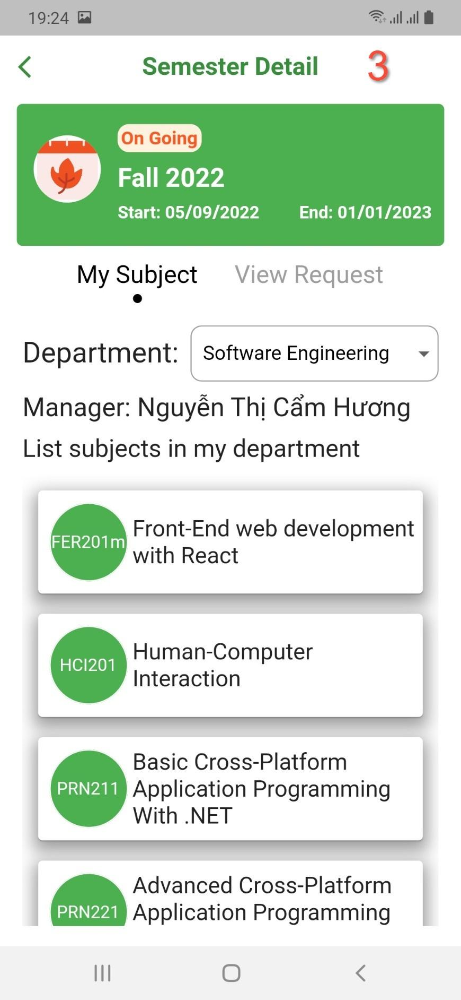 19:24
Semester Detail 3
On Going
Fall 2022
Start: 05/09/2022 End: 01/01/2023
My Subject View Request
Department: Software Engineering
Manager: Nguyễn Thị Cẩm Hương
List subjects in my department
FER201m
Front-End web development
with React
HCI201
Human-Computer
Interaction
PRN211
Basic Cross-Platform
Application Programming
With .NET
PRN221
Advanced Cross-Platform
Application Programming